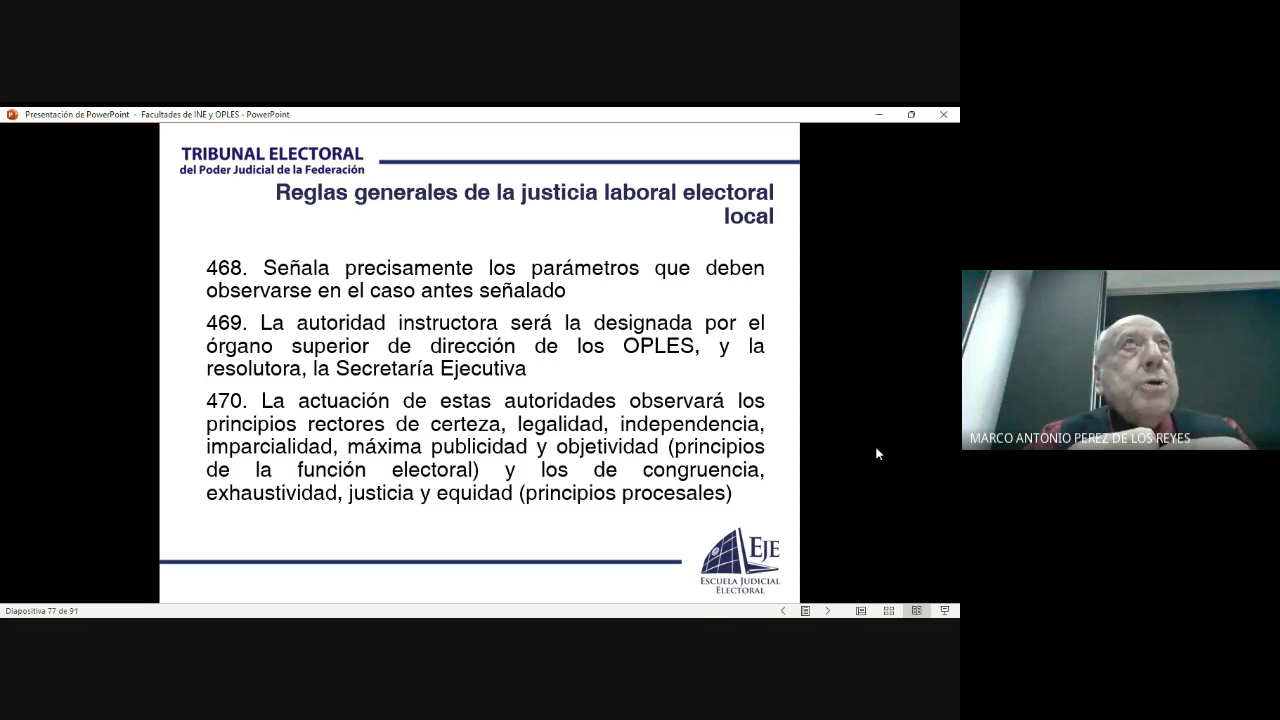 Presentación de PowerPoint - Facultades de INE y OPLES - PowerPoint
TRIBUNAL ELECTORAL
del Poder Judicial de la Federación
Reglas generales de la justicia laboral electoral
local
468. Señala precisamente los parámetros que deben
observarse en el caso antes señalado
469. La autoridad instructora será la designada por el
órgano superior de dirección de los OPLES, y la
resolutora, la Secretaría Ejecutiva
470. La actuación de estas autoridades observará los
principios rectores de certeza, legalidad, independencia,
imparcialidad, máxima publicidad y objetividad (principios
de la función electoral) y los de congruencia,
exhaustividad, justicia y equidad (principios procesales)
MARCO ANTONIO PEREZ DE LOS REYES
EJE
ESCUELA JUDICIAL
ELECTORAL
Diapositiva 77 de 91